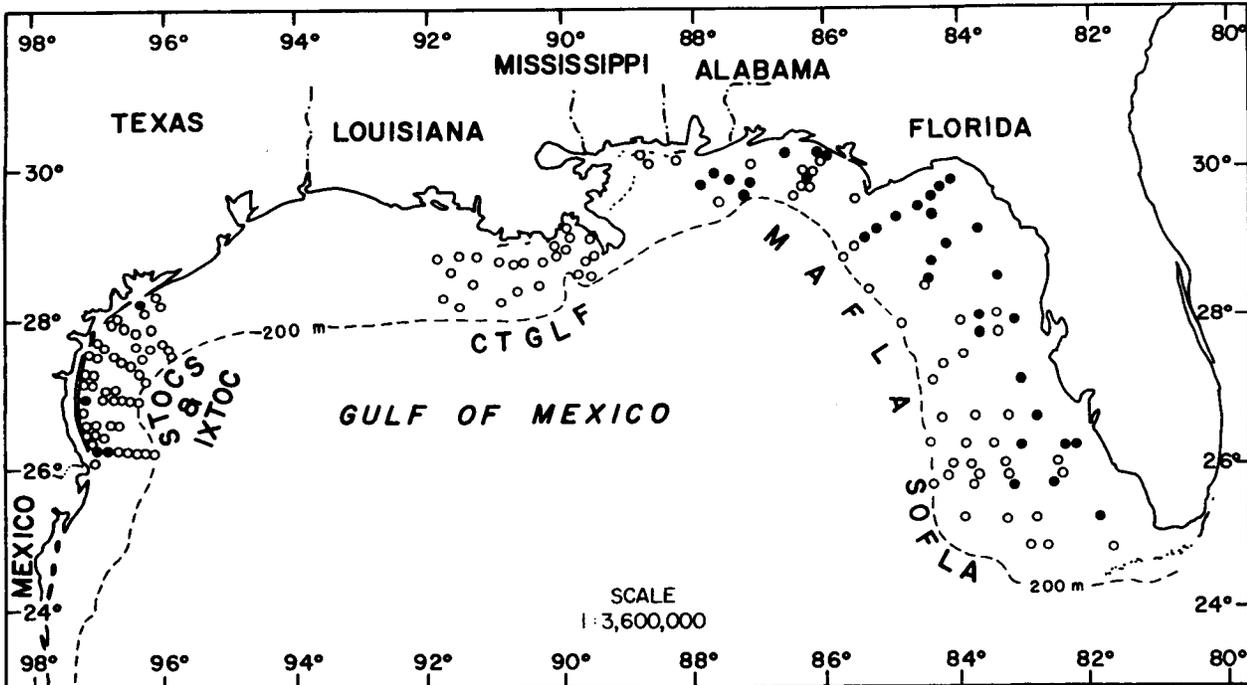 98° 96° 94° 92° 90° 88° 86° 84° 82° 80°
MISSISSIPPI ALABAMA
TEXAS LOUISIANA FLORIDA
30° 30°
MAFLA
28° 28°
200 m
CTGLF
STOCS
&
IXTOC
GULF OF MEXICO
26° 26°
SOFLA
MEXICO
200 m
SCALE
1:3,600,000
24° 24°
98° 96° 94° 92° 90° 88° 86° 84° 82° 80°